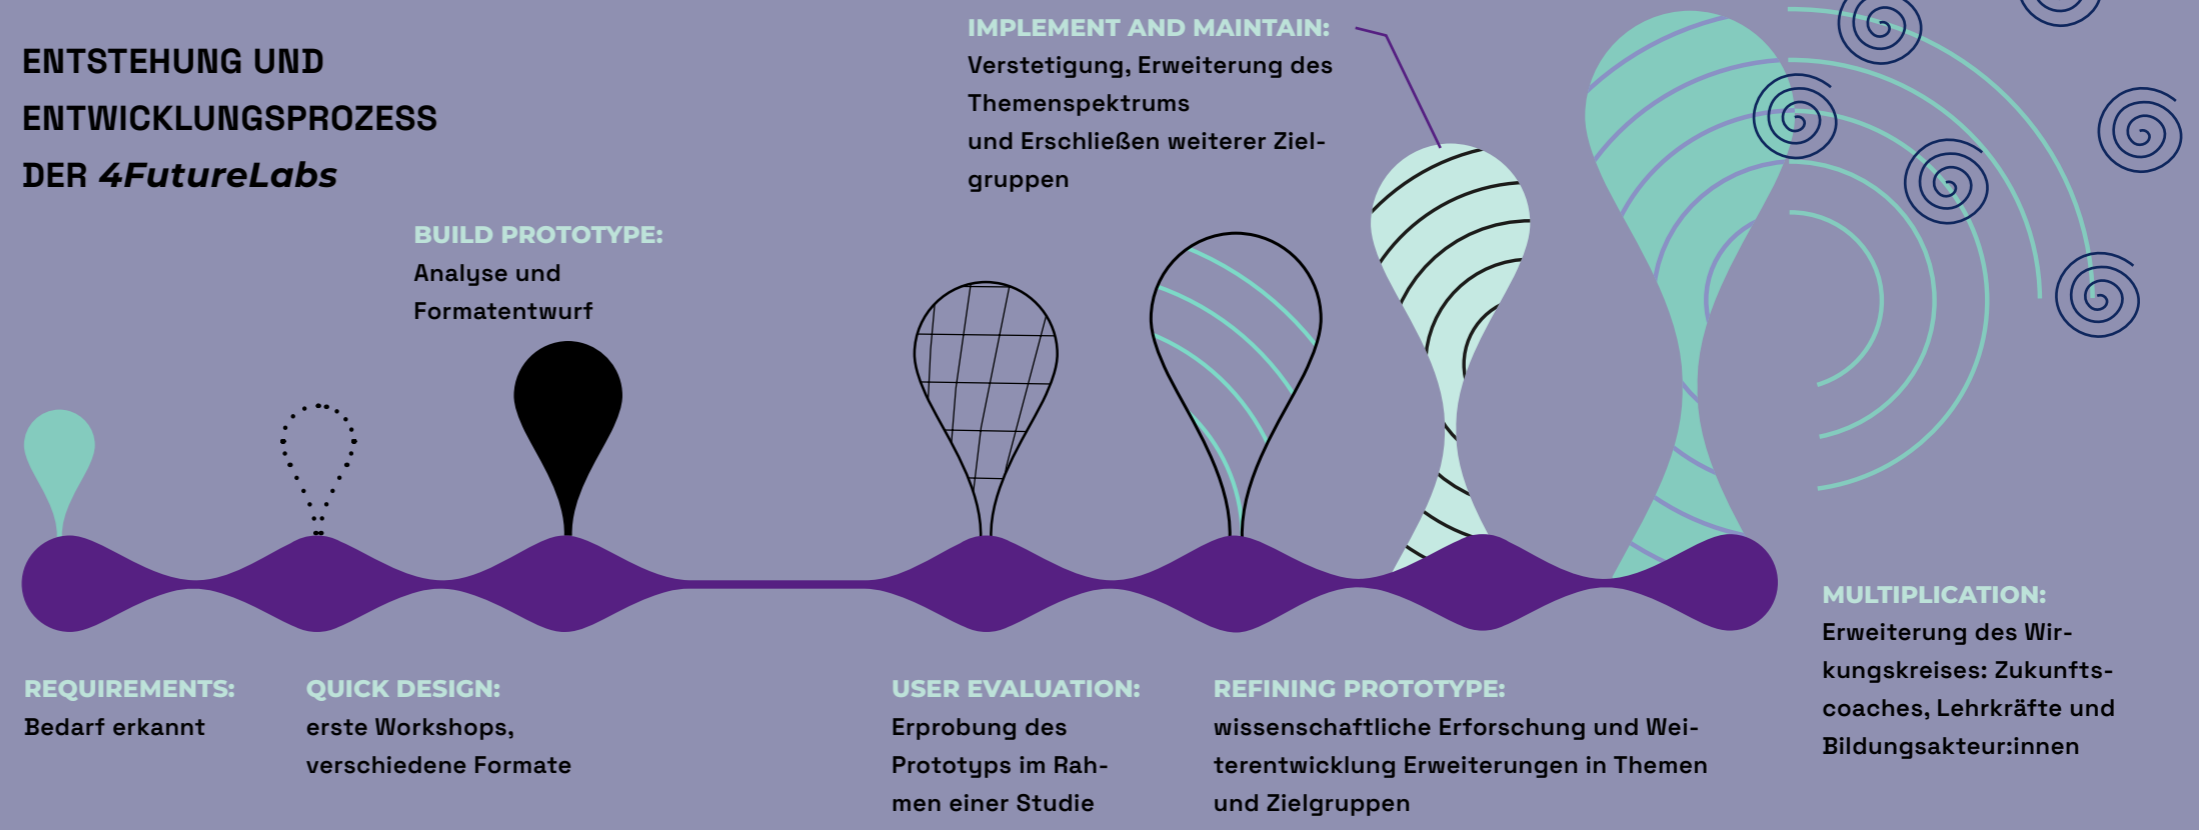 ENTSTEHUNG UND
ENTWICKLUNGSPROZESS
DER 4FutureLabs
REQUIREMENTS:
Bedarf erkannt
QUICK DESIGN:
erste Workshops,
verschiedene Formate
BUILD PROTOTYPE:
Analyse und
Formatentwurf
USER EVALUATION:
Erprobung des
Prototyps im Rah-
men einer Studie
REFINING PROTOTYPE:
wissenschaftliche Erforschung und Wei-
terentwicklung Erweiterungen in Themen
und Zielgruppen
IMPLEMENT AND MAINTAIN:
Verstetigung, Erweiterung des
Themenspektrums
und Erschließen weiterer Ziel-
gruppen
MULTIPLICATION:
Erweiterung des Wir-
kungskreises: Zukunfts-
coaches, Lehrkräfte und
Bildungsakteur:innen